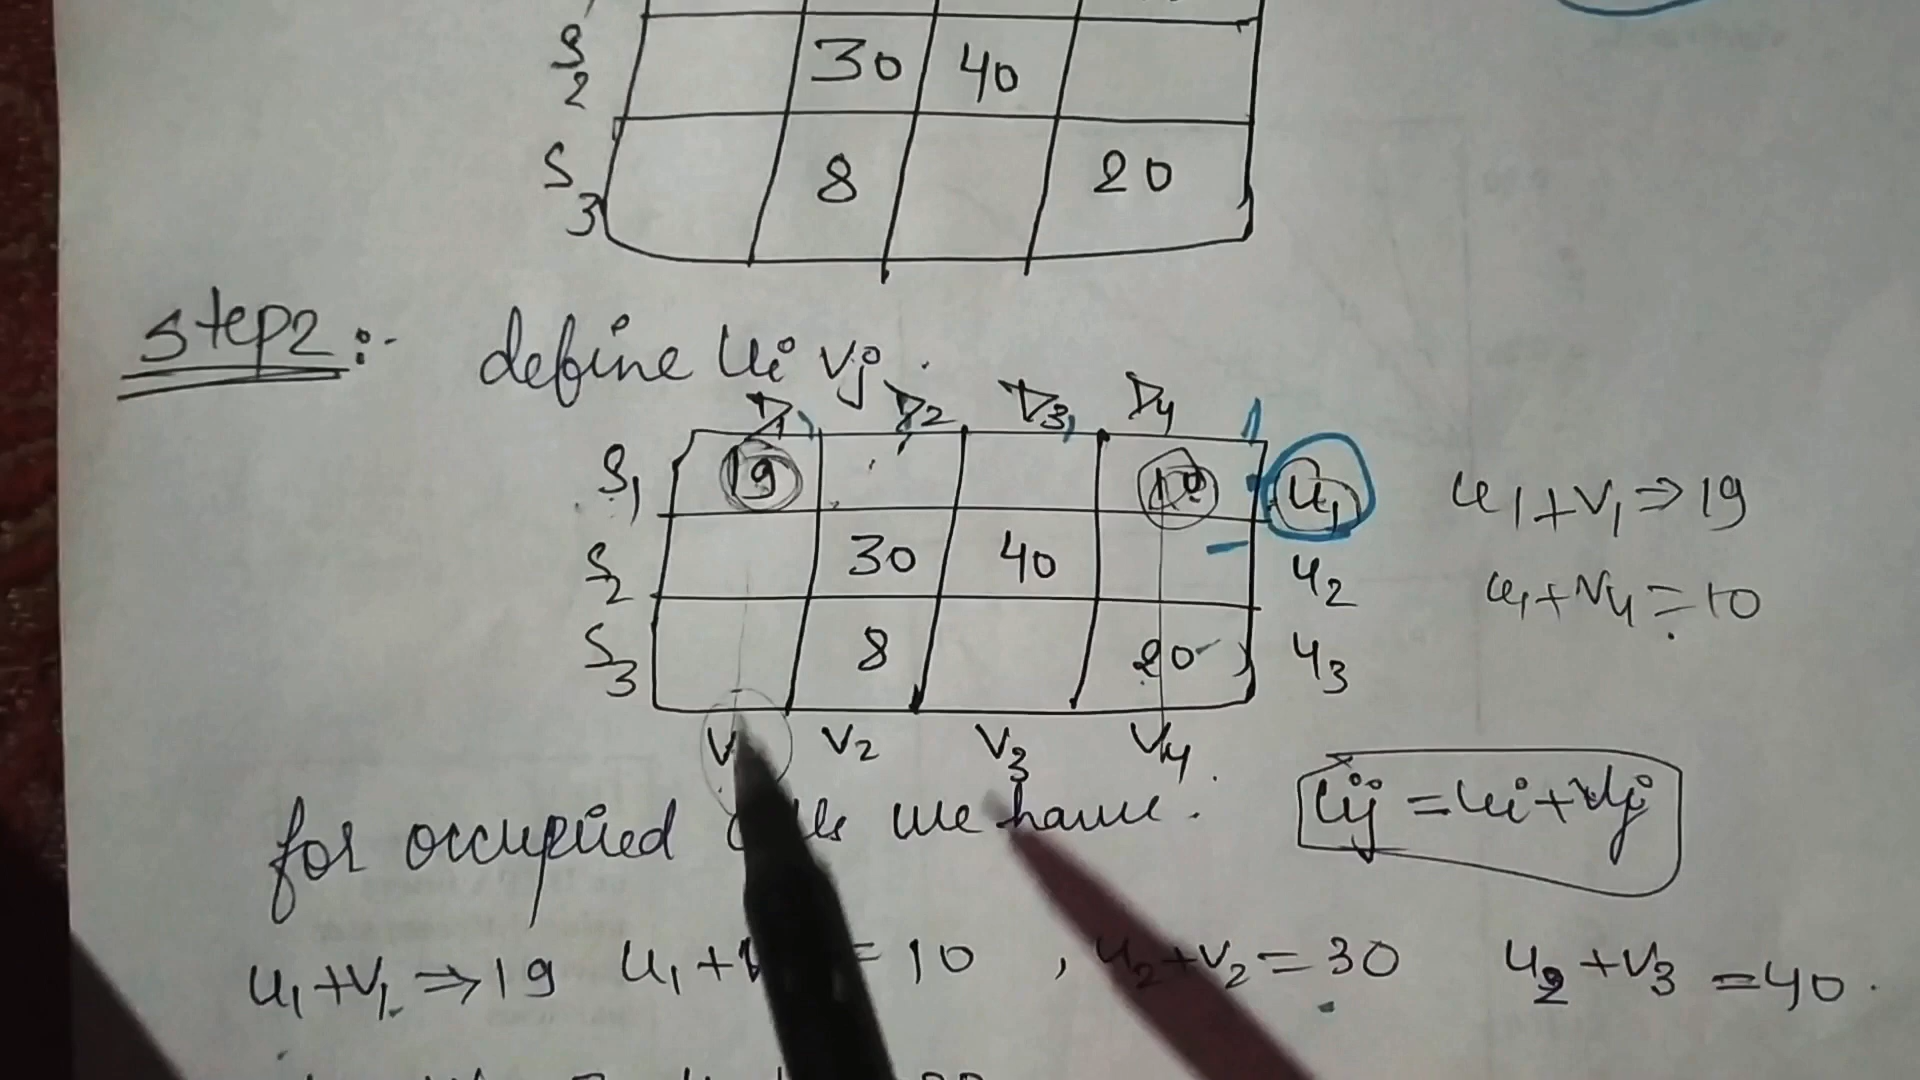 S2 30 40
S3 8 20
Step2 :- define ui vj
D1 D2 D3 D4
S1 19 10 u1 u1+v1 ⇒ 19
S2 30 40 u2 u1+v4 = 10
S3 8 20 u3
v2 v3 v4
for occupied we have. Cij = ui+vj
u1+v1 ⇒ 19 u1+ = 10 , u2+v2 = 30 u2+v3 = 40.